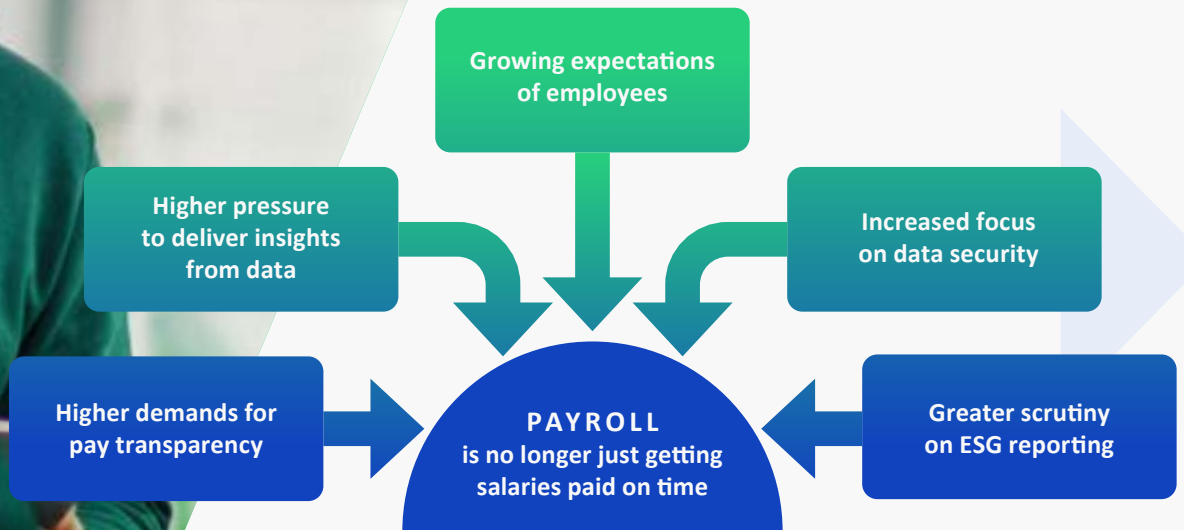 Growing expectations
of employees
Higher pressure
to deliver insights
from data
Increased focus
on data security
Higher demands for
pay transparency
PAYROLL
is no longer just getting
salaries paid on time
Greater scrutiny
on ESG reporting